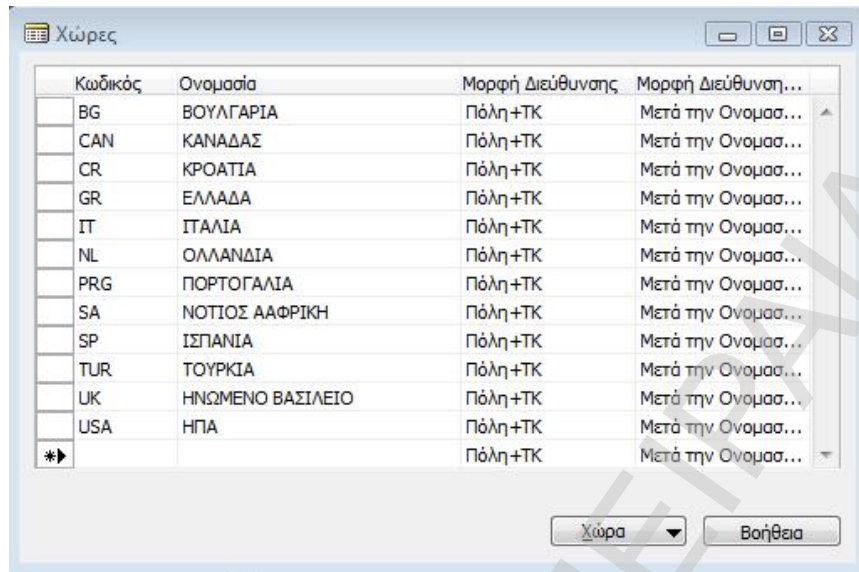 Χώρες
Κωδικός Ονομασία Μορφή Διεύθυνσης Μορφή Διεύθυνση...
BG ΒΟΥΛΓΑΡΙΑ Πόλη+ΤΚ Μετά την Ονομασ...
CAN ΚΑΝΑΔΑΣ Πόλη+ΤΚ Μετά την Ονομασ...
CR ΚΡΟΑΤΙΑ Πόλη+ΤΚ Μετά την Ονομασ...
GR ΕΛΛΑΔΑ Πόλη+ΤΚ Μετά την Ονομασ...
IT ΙΤΑΛΙΑ Πόλη+ΤΚ Μετά την Ονομασ...
NL ΟΛΛΑΝΔΙΑ Πόλη+ΤΚ Μετά την Ονομασ...
PRG ΠΟΡΤΟΓΑΛΙΑ Πόλη+ΤΚ Μετά την Ονομασ...
SA ΝΟΤΙΟΣ ΑΑΦΡΙΚΗ Πόλη+ΤΚ Μετά την Ονομασ...
SP ΙΣΠΑΝΙΑ Πόλη+ΤΚ Μετά την Ονομασ...
TUR ΤΟΥΡΚΙΑ Πόλη+ΤΚ Μετά την Ονομασ...
UK ΗΝΩΜΕΝΟ ΒΑΣΙΛΕΙΟ Πόλη+ΤΚ Μετά την Ονομασ...
USA ΗΠΑ Πόλη+ΤΚ Μετά την Ονομασ...
Πόλη+ΤΚ Μετά την Ονομασ...
Χώρα Βοήθεια